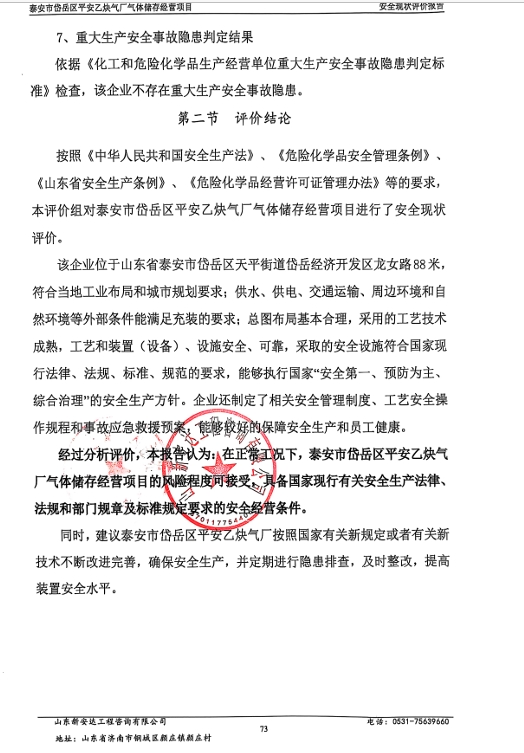 泰安市岱岳区平安乙炔气厂气体储存经营项目 安全现状评价报告
7、重大生产安全事故隐患判定结果
依据《化工和危险化学品生产经营单位重大生产安全事故隐患判定标
准》检查，该企业不存在重大生产安全事故隐患。
第二节 评价结论
按照《中华人民共和国安全生产法》、《危险化学品安全管理条例》、
《山东省安全生产条例》、《危险化学品经营许可证管理办法》等的要求，
本评价组对泰安市岱岳区平安乙炔气厂气体储存经营项目进行了安全现状
评价。
该企业位于山东省泰安市岱岳区天平街道岱岳经济开发区龙女路88米，
符合当地工业布局和城市规划要求；供水、供电、交通运输、周边环境和自
然环境等外部条件能满足充装的要求；总图布局基本合理，采用的工艺技术
成熟，工艺和装置（设备）、设施安全、可靠，采取的安全设施符合国家现
行法律、法规、标准、规范的要求，能够执行国家“安全第一、预防为主、
综合治理”的安全生产方针。企业还制定了相关安全管理制度、工艺安全操
作规程和事故应急救援预案，能够较好的保障安全生产和员工健康。
经过分析评价，本报告认为：在正常工况下，泰安市岱岳区平安乙炔气
厂气体储存经营项目的风险程度可接受，具备国家现行有关安全生产法律、
法规和部门规章及标准规定要求的安全经营条件。
同时，建议泰安市岱岳区平安乙炔气厂按照国家有关新规定或者有关新
技术不断改进完善，确保安全生产，并定期进行隐患排查，及时整改，提高
装置安全水平。
山东新安达工程咨询有限公司 73 电话：0531-75639660
地址：山东省济南市钢城区颜庄镇颜庄村